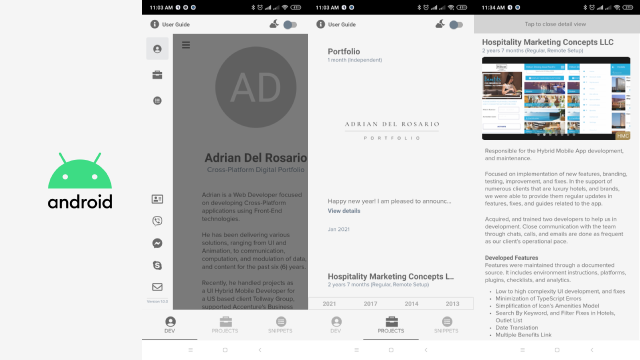 android
11:03 AM
User Guide
AD
Adrian Del Rosario
Cross-Platform Digital Portfolio
Adrian is a Web Developer focused
on developing Cross-Platform
applications using Front-End
technologies.
He has been delivering various
solutions, ranging from UI and
Animation, to communication,
computation, and modulation of data,
and content for the past six (6) years.
Recently, he handled projects as
a UI Hybrid Mobile Developer for
a US based client Tollway Group,
supported Accenture's Business
DEV
PROJECTS
SNIPPETS
11:03 AM
User Guide
Portfolio
1 month (Independent)
ADRIAN DEL ROSARIO
PORTFOLIO
Happy new year! I am pleased to announc...
View details
Jan 2021
Hospitality Marketing Concepts L...
2 years 7 months (Regular, Remote Setup)
2021
2017
2014
2013
DEV
PROJECTS
SNIPPETS
11:34 AM
Tap to close detail view
Hospitality Marketing Concepts LLC
2 years 7 months (Regular, Remote Setup)
HMC
Responsible for the Hybrid Mobile App development,
and maintenance.
Focused on implementation of new features, branding,
testing, improvement, and fixes. In the support of
numerous clients that are luxury hotels, and brands,
we were able to provide them regular updates in
features, fixes, and guides related to the app.
Acquired, and trained two developers to help us in
development. Close communication with the team
through chats, calls, and emails are done as frequent
as our client's operational pace.
Developed Features
Features were maintained through a documented
source. It includes environment instructions, platforms,
plugins, checklists, and analytics.
• Low to high complexity UI development, and fixes
• Minimization of TypeScript Errors
• Simplification of Icon's Amenities Model
• Search By Keyword, and Filter Fixes in Hotels,
Outlet List
• Date Translation
• Multiple Benefits Link